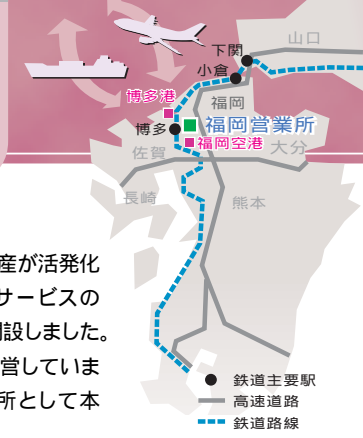 山口
下関
小倉
博多港
福岡
博多
福岡営業所
福岡空港
佐賀
大分
長崎
熊本
産が活発化
サービスの
開設しました。
営していま
所として本
鉄道主要駅
高速道路
鉄道路線